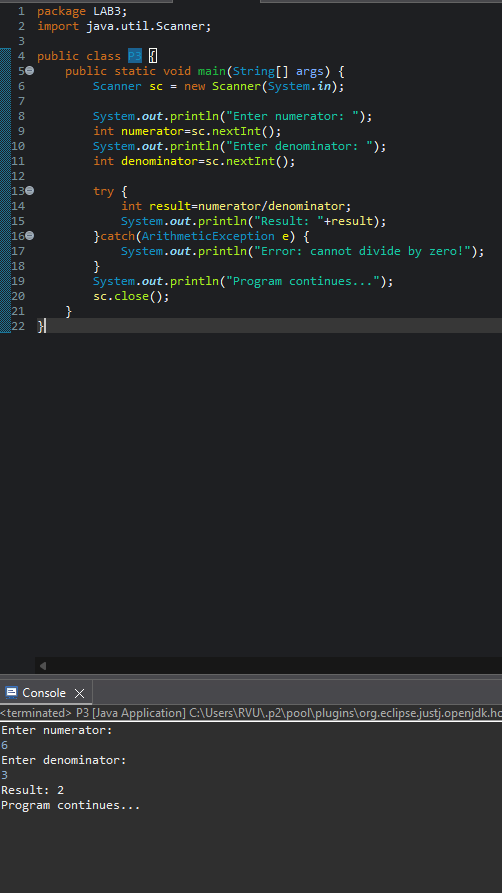 1 package LAB3;
2 import java.util.Scanner;
3
4 public class P3 {
5 public static void main(String[] args) {
6 Scanner sc = new Scanner(System.in);
7
8 System.out.println("Enter numerator: ");
9 int numerator=sc.nextInt();
10 System.out.println("Enter denominator: ");
11 int denominator=sc.nextInt();
12
13 try {
14 int result=numerator/denominator;
15 System.out.println("Result: "+result);
16 }catch(ArithmeticException e) {
17 System.out.println("Error: cannot divide by zero!");
18 }
19 System.out.println("Program continues...");
20 sc.close();
21 }
22 }
Console
<terminated> P3 [Java Application] C:\Users\RVU\.p2\pool\plugins\org.eclipse.justj.openjdk.ho
Enter numerator:
6
Enter denominator:
3
Result: 2
Program continues...